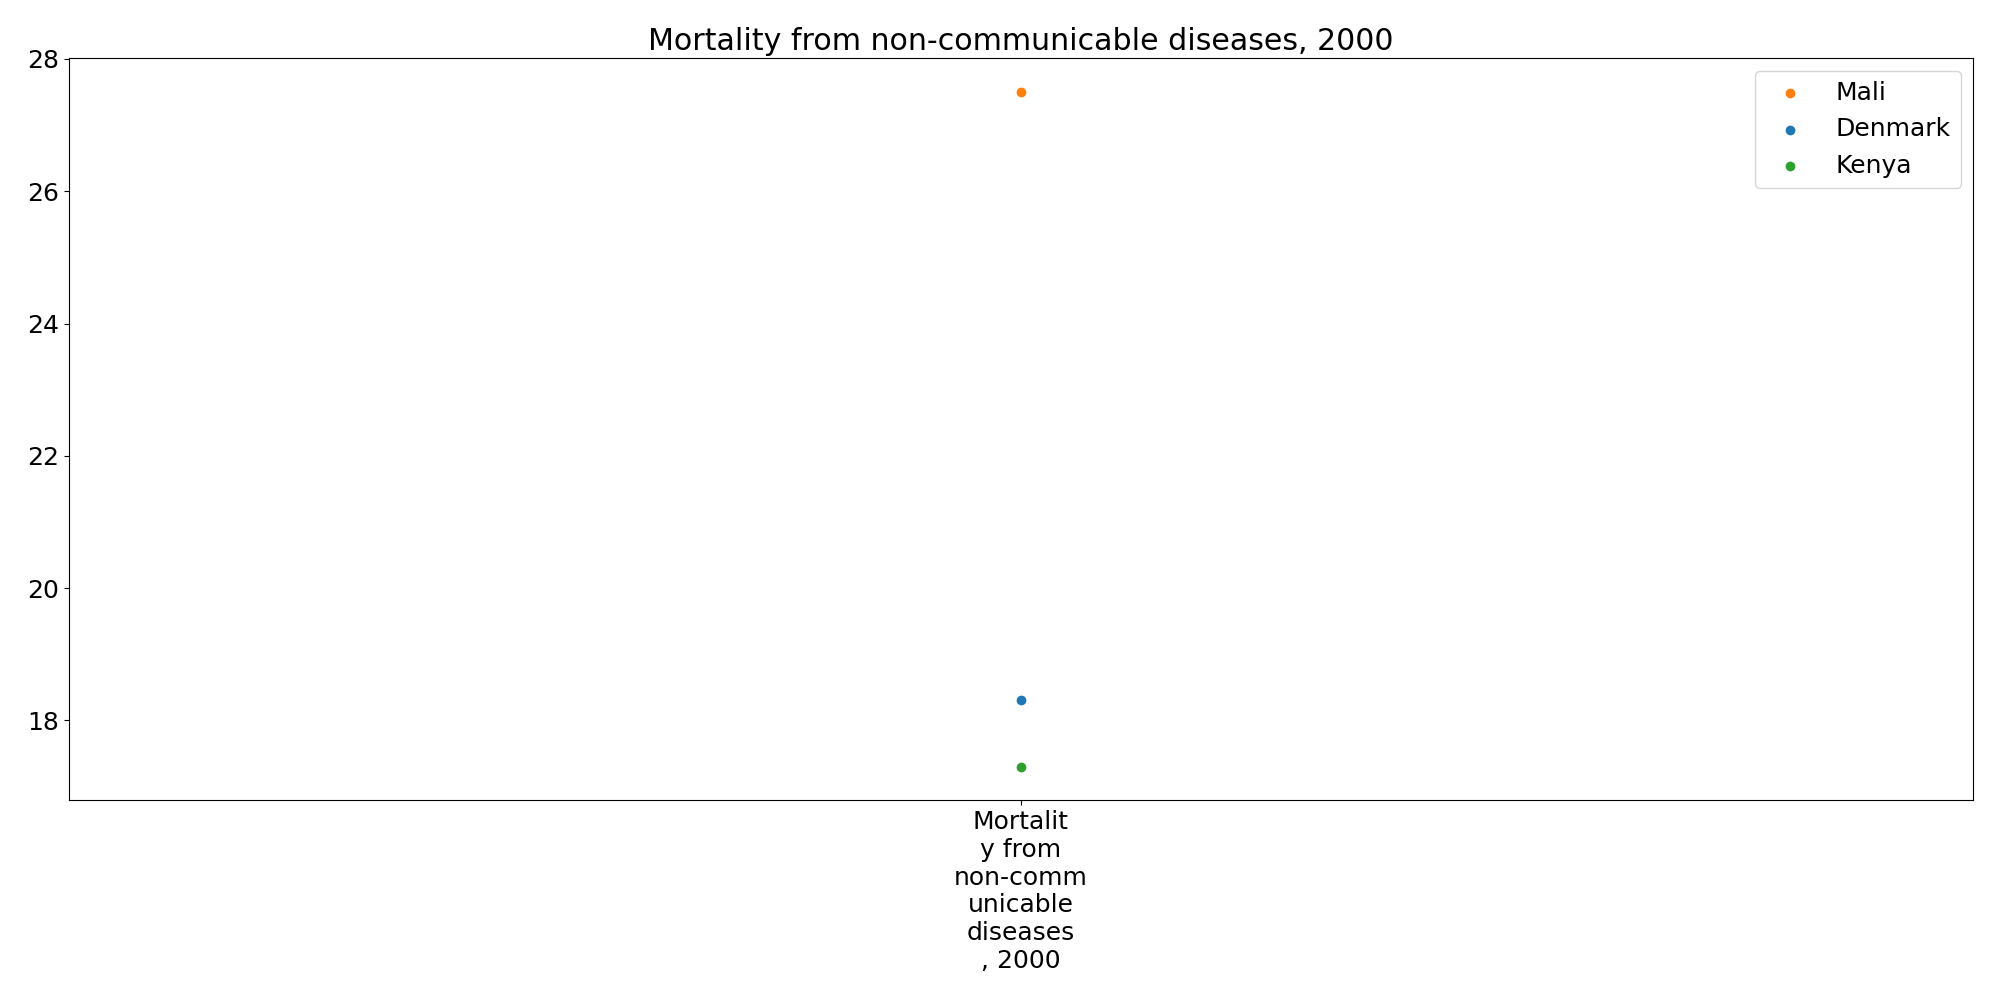 Mortality from non-communicable diseases, 2000
28
26
24
22
20
18
Mali
Denmark
Kenya
Mortalit
y from
non-comm
unicable
diseases
, 2000